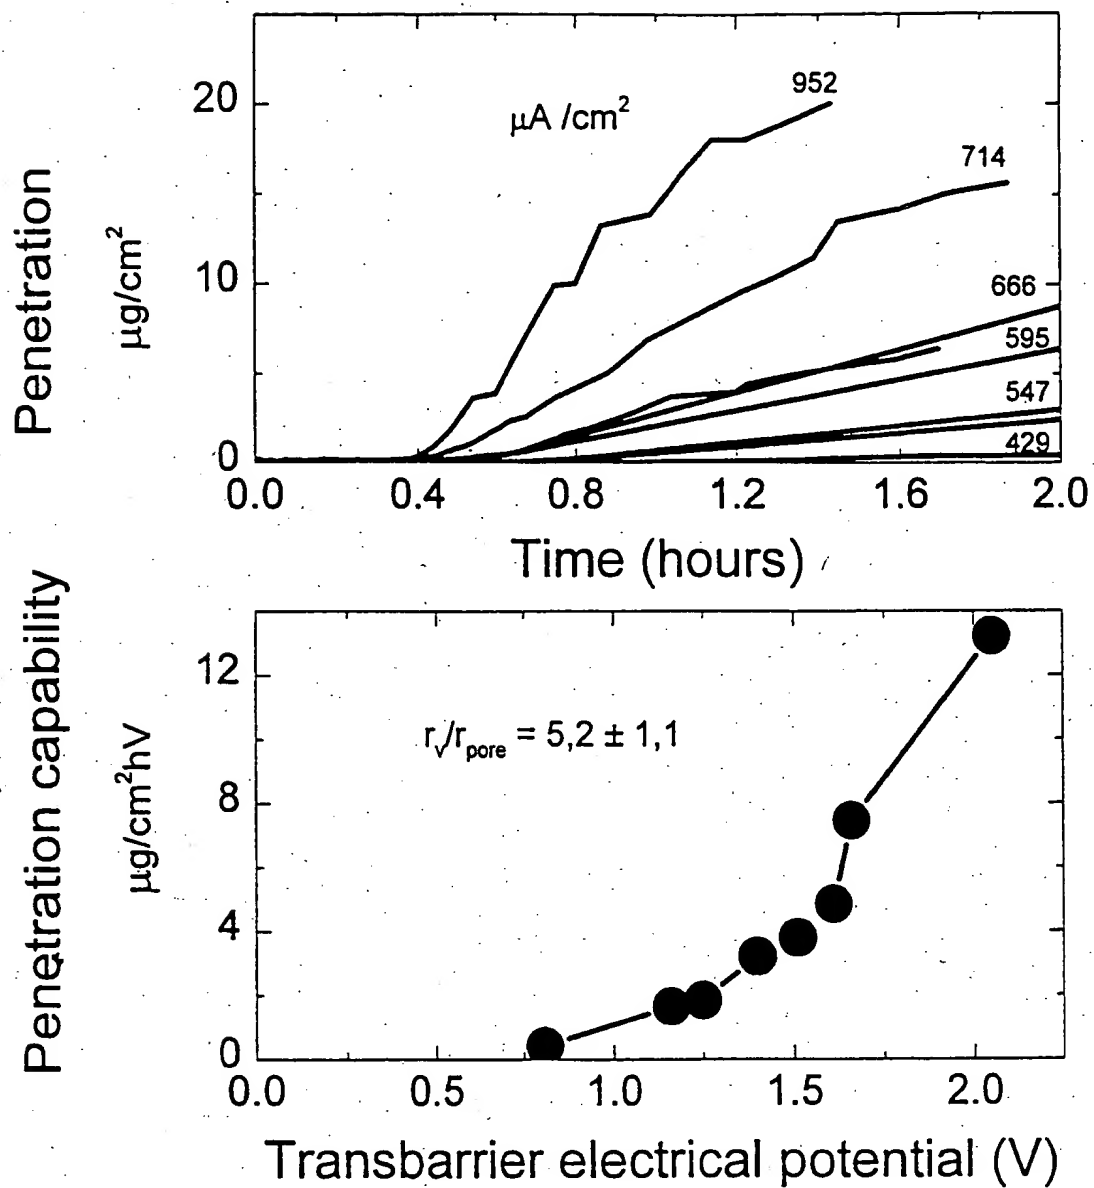 Penetration
μg/cm²
20
10
0
μA /cm²
952
714
666
595
547
429
0.0 0.4 0.8 1.2 1.6 2.0
Time (hours)
Penetration capability
μg/cm²hV
12
8
4
0
rᵥ/rpore = 5,2 ± 1,1
0.0 0.5 1.0 1.5 2.0
Transbarrier electrical potential (V)